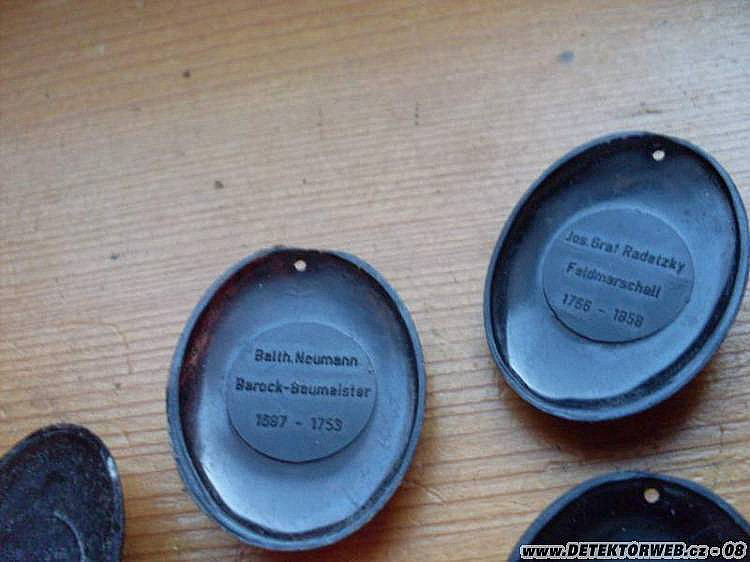 Jos. Graf Radetzky
Feldmarschall
1766 - 1858
Balth. Neumann
Barock-Baumeister
1687 - 1753
www.DETEKTORWEB.cz - 08